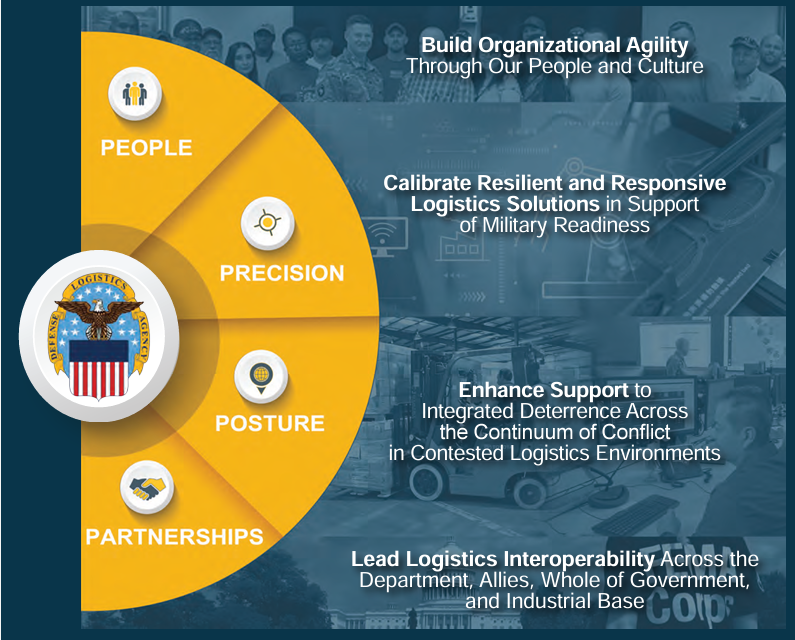 Build Organizational Agility
Through Our People and Culture
PEOPLE
Calibrate Resilient and Responsive
Logistics Solutions in Support
of Military Readiness
PRECISION
DEFENSE LOGISTICS AGENCY
Enhance Support to
Integrated Deterrence Across
the Continuum of Conflict
in Contested Logistics Environments
POSTURE
PARTNERSHIPS
Lead Logistics Interoperability Across the
Department, Allies, Whole of Government,
and Industrial Base
FEMA
Corps